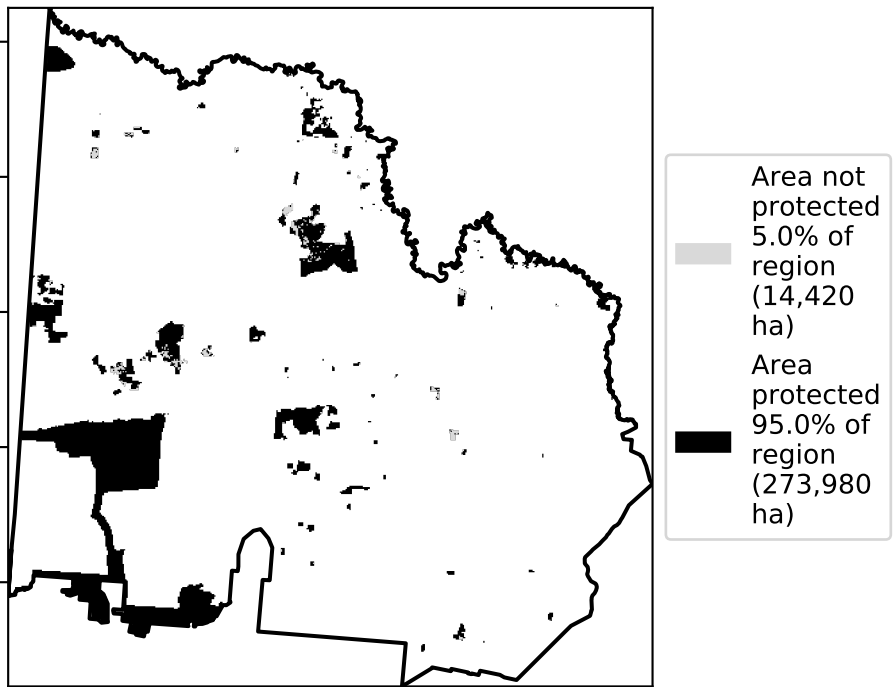 Area not
protected
5.0% of
region
(14,420
ha)
Area
protected
95.0% of
region
(273,980
ha)